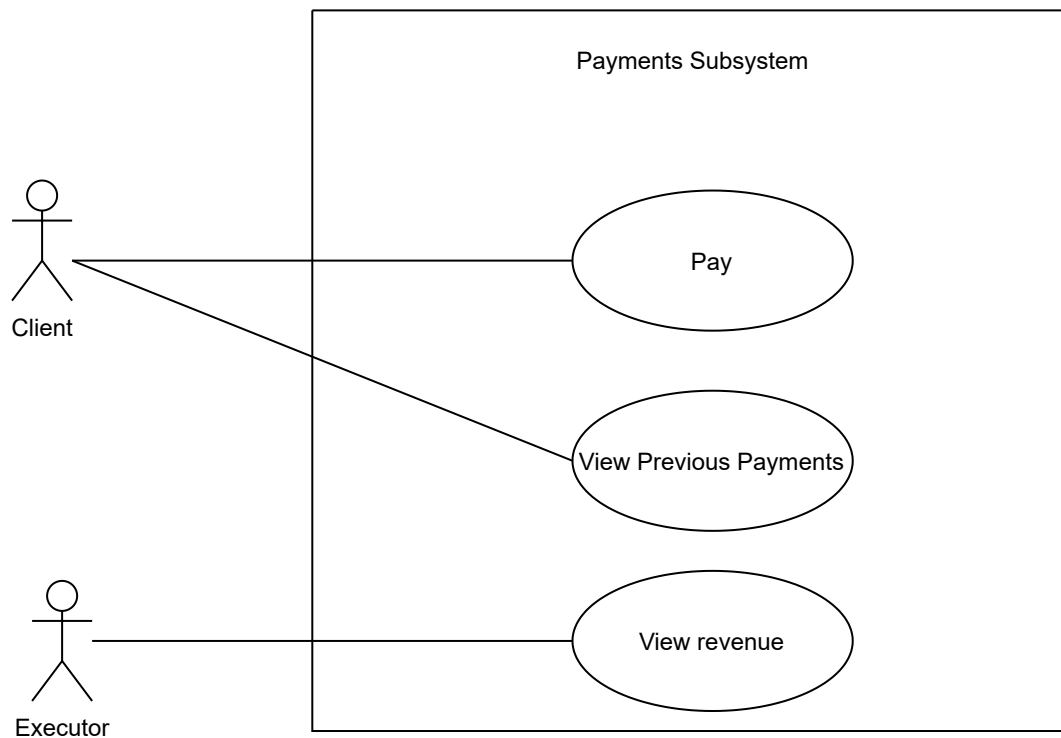 Payments Subsystem
Pay
Client
View Previous Payments
View revenue
Executor